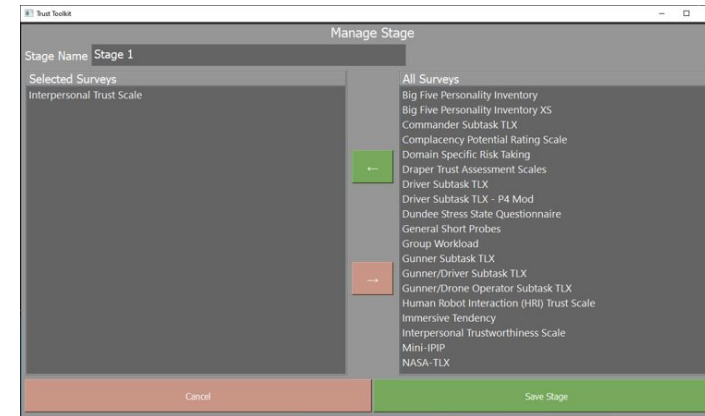 Trust Toolkit
Manage Stage
Stage Name Stage 1
Selected Surveys
Interpersonal Trust Scale
←
→
All Surveys
Big Five Personality Inventory
Big Five Personality Inventory XS
Commander Subtask TLX
Complacency Potential Rating Scale
Domain Specific Risk Taking
Draper Trust Assessment Scales
Driver Subtask TLX
Driver Subtask TLX - P4 Mod
Dundee Stress State Questionnaire
General Short Probes
Group Workload
Gunner Subtask TLX
Gunner/Driver Subtask TLX
Gunner/Drone Operator Subtask TLX
Human Robot Interaction (HRI) Trust Scale
Immersive Tendency
Interpersonal Trustworthiness Scale
Mini-IPIP
NASA-TLX
Cancel
Save Stage